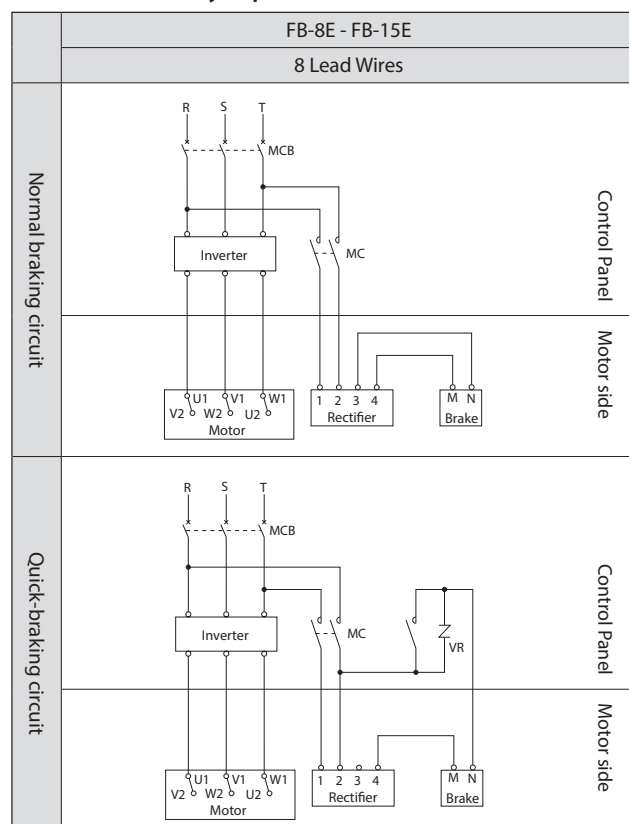 FB-8E - FB-15E
8 Lead Wires
Normal braking circuit
R S T
MCB
Inverter
MC
Control Panel
Motor side
U1 V1 W1
V2 W2 U2
Motor
1 2 3 4
Rectifier
M N
Brake
Quick-braking circuit
R S T
MCB
Inverter
MC
VR
Control Panel
Motor side
U1 V1 W1
V2 W2 U2
Motor
1 2 3 4
Rectifier
M N
Brake